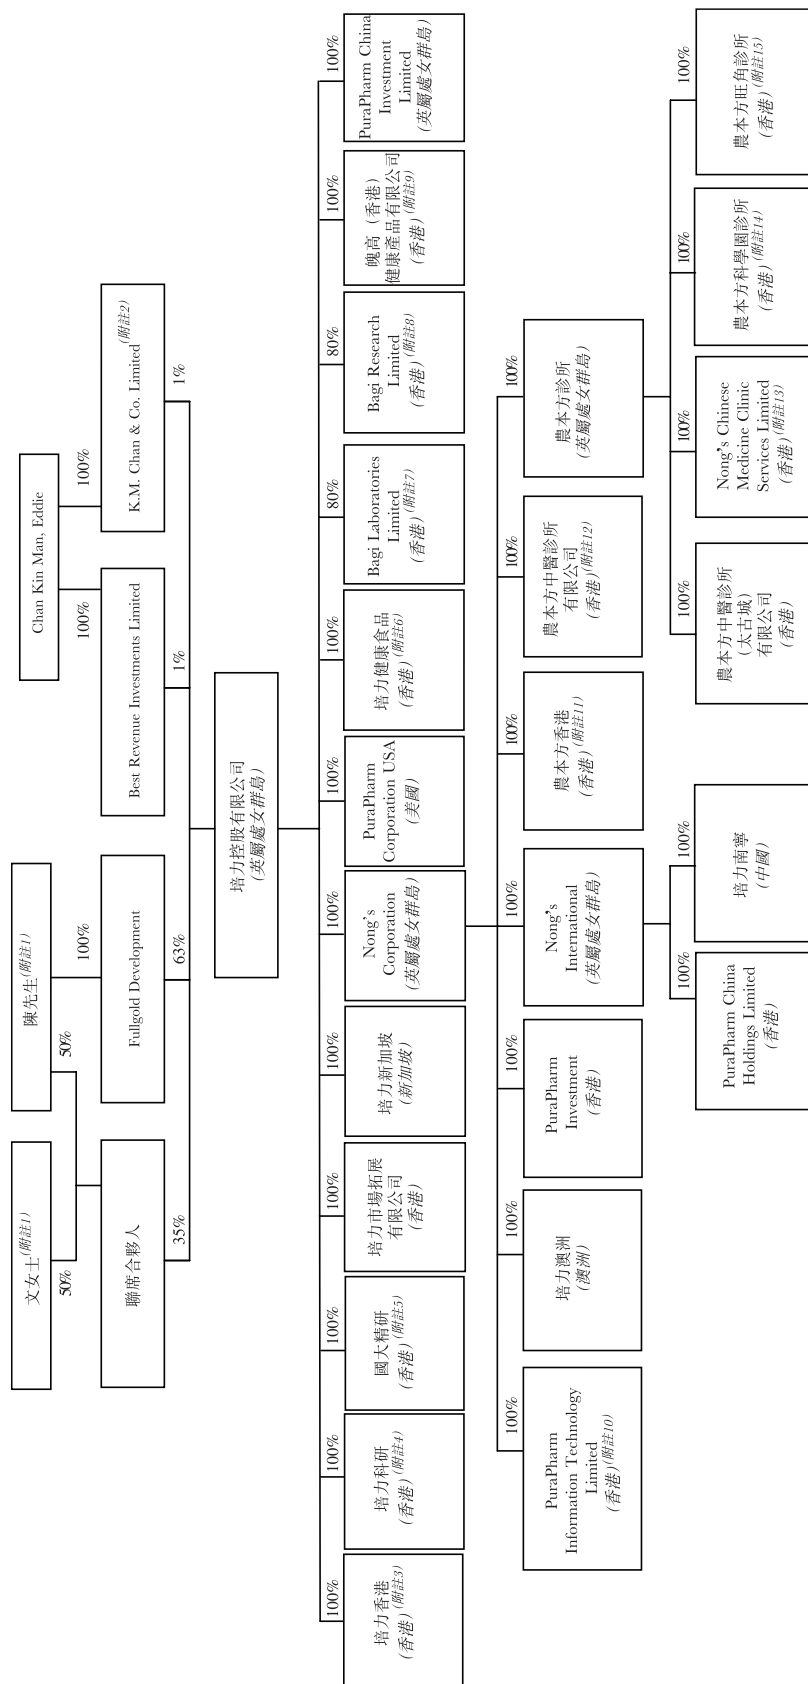 文女士(附註1)
陳先生(附註1)
Chan Kin Man, Eddie
50%
50%
100%
100%
100%
聯席合夥人
Fullgold Development
Best Revenue Investments Limited
K.M. Chan & Co. Limited(附註2)
35%
63%
1%
1%
培力控股有限公司
(英屬處女群島)
100%
100%
100%
100%
100%
100%
100%
100%
80%
80%
100%
100%
培力香港
(香港)(附註3)
培力科研
(香港)(附註4)
國大精研
(香港)(附註5)
培力市場拓展
有限公司
(香港)
培力新加坡
(新加坡)
Nong's
Corporation
(英屬處女群島)
PuraPharm
Corporation USA
(美國)
培力健康食品
(香港)(附註6)
Bagi Laboratories
Limited
(香港)(附註7)
Bagi Research
Limited
(香港)(附註8)
(香港)
健康產品有限公司
(香港)(附註9)
PuraPharm China
Investment
Limited
(英屬處女群島)
100%
100%
100%
100%
100%
100%
100%
PuraPharm
Information Technology
Limited
(香港)(附註10)
培力澳洲
(澳洲)
PuraPharm
Investment
(香港)
Nong's
International
(英屬處女群島)
農本方香港
(香港)(附註11)
農本方中醫診所
有限公司
(香港)(附註12)
農本方診所
(英屬處女群島)
100%
100%
100%
100%
100%
100%
PuraPharm China
Holdings Limited
(香港)
培力南寧
(中國)
農本方中醫診所
(太古城)
有限公司
(香港)
Nong's Chinese
Medicine Clinic
Services Limited
(香港)(附註13)
農本方科學園診所
(香港)(附註14)
農本方旺角診所
(香港)(附註15)